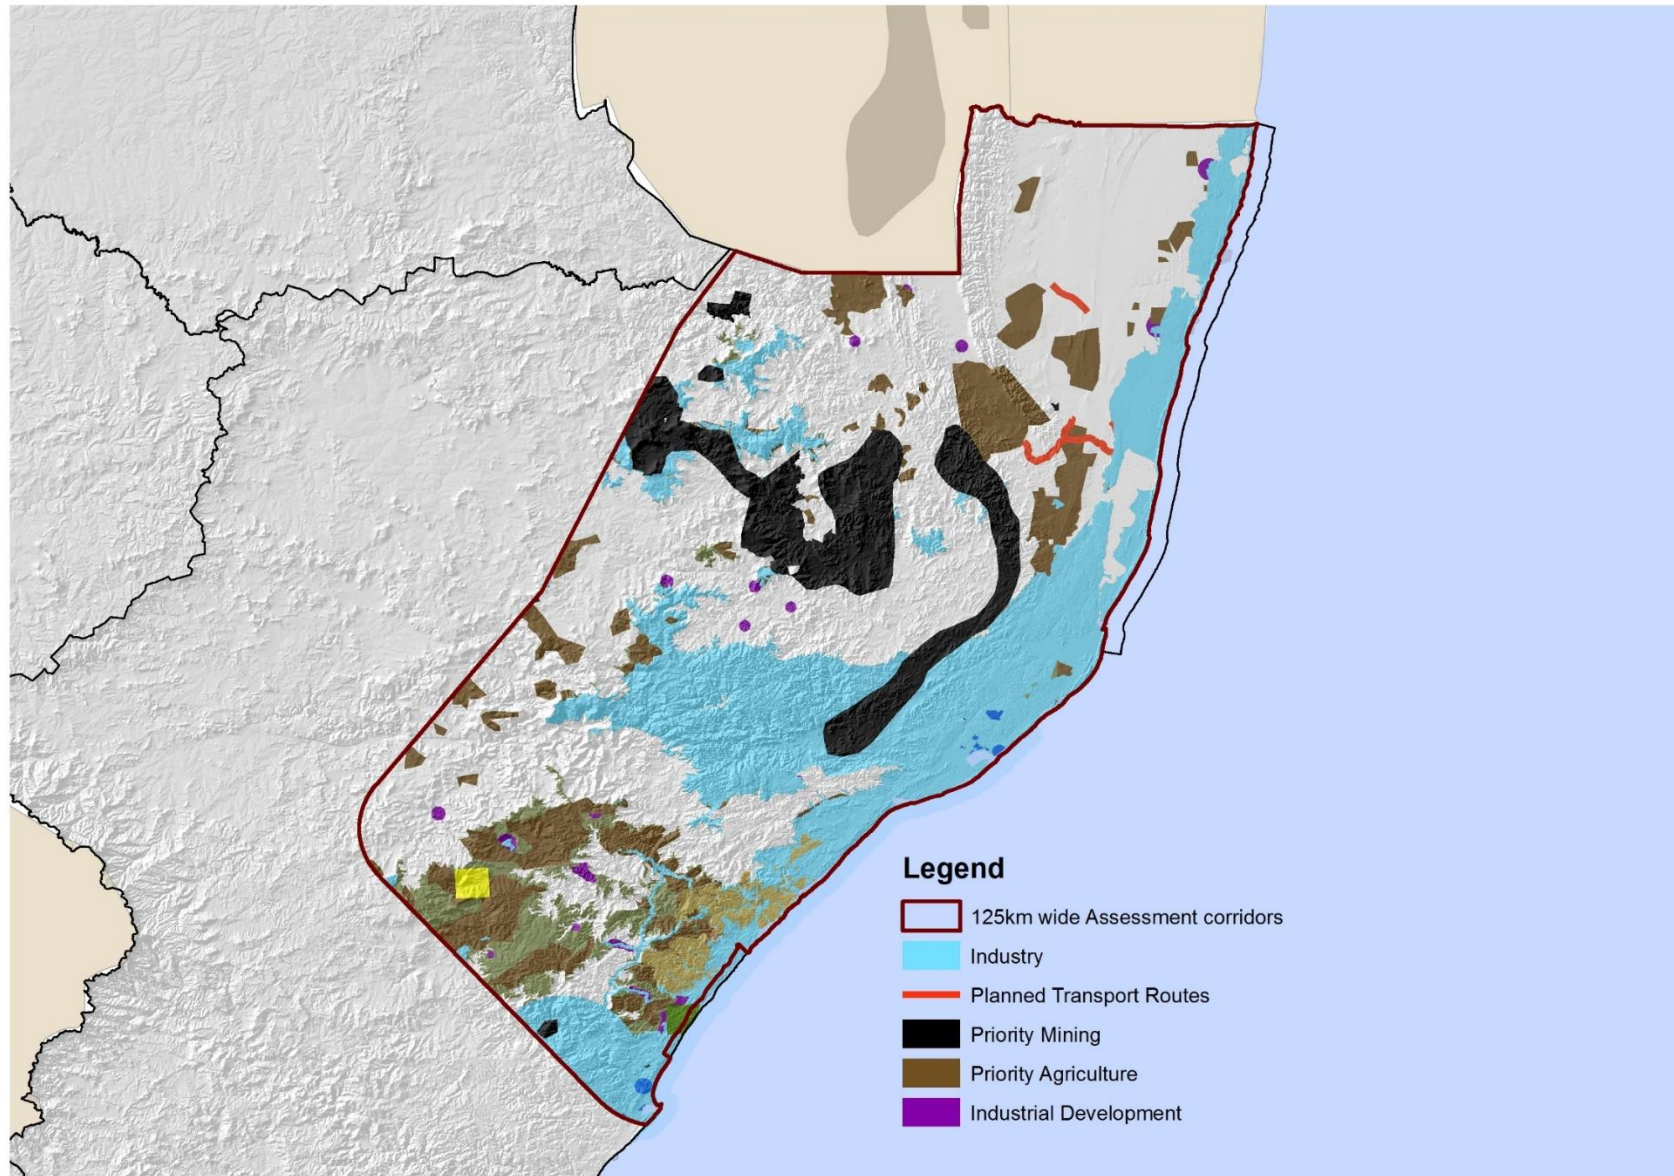 Legend
125km wide Assessment corridors
Industry
Planned Transport Routes
Priority Mining
Priority Agriculture
Industrial Development